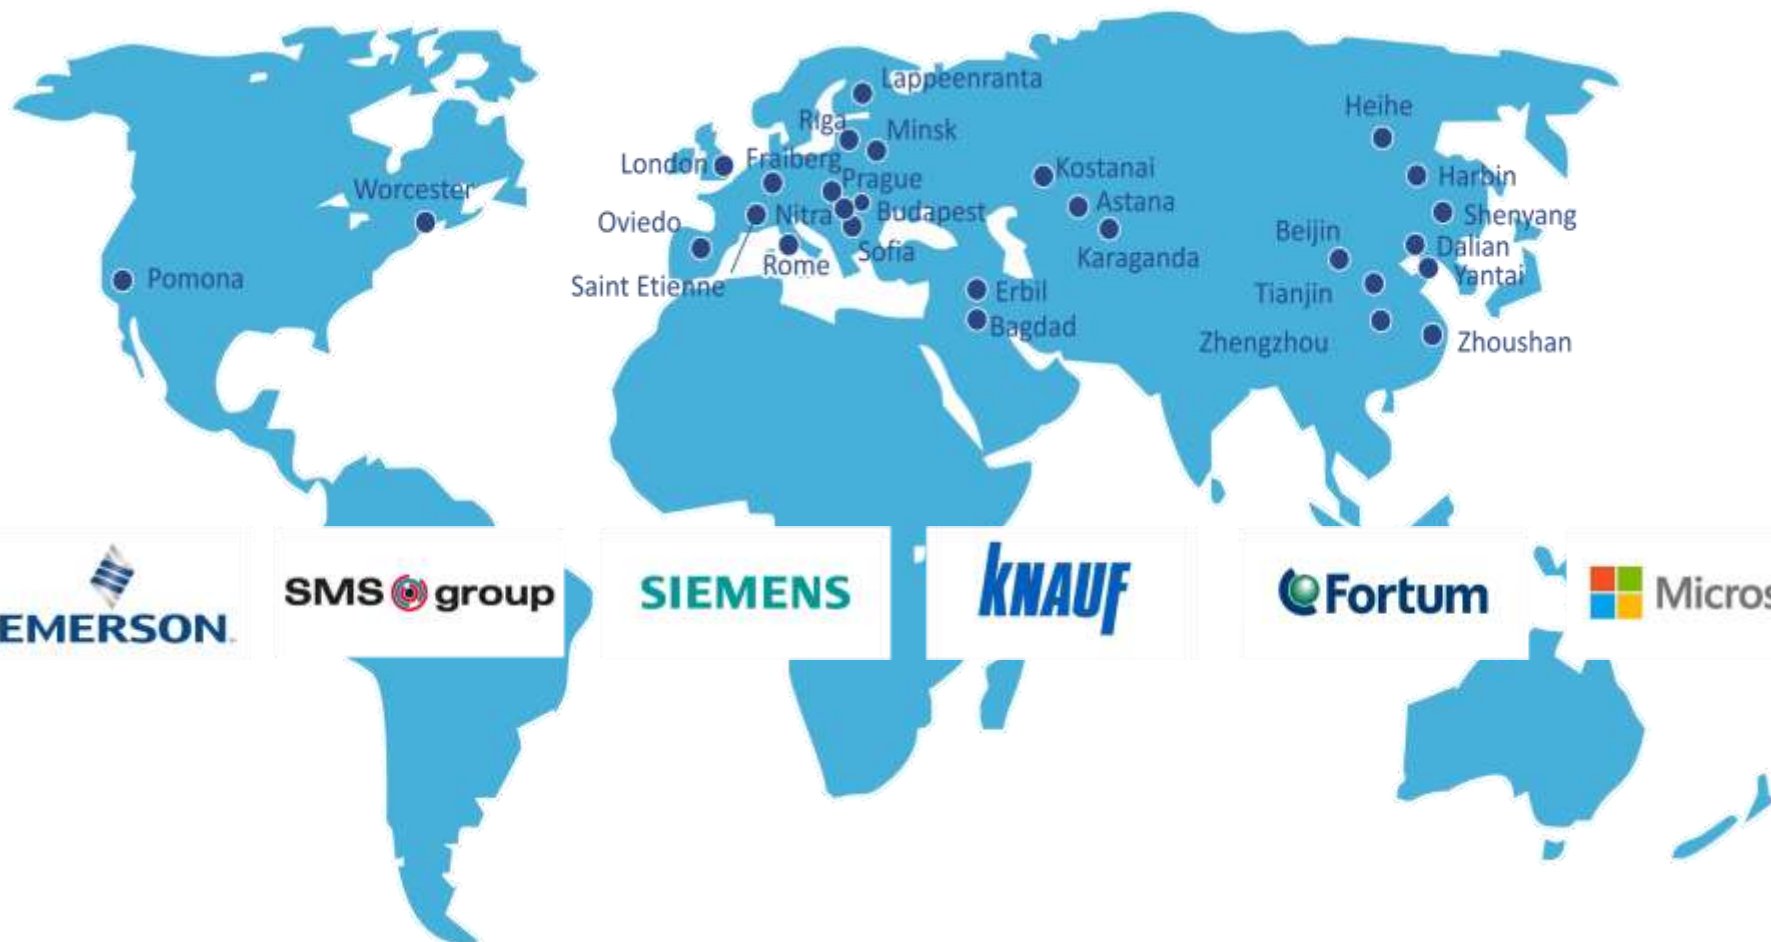 Lappeenranta
Heihe
Riga
Minsk
London
Fraiberg
Kostanai
Harbin
Worcester
Prague
Astana
Oviedo
Nitra
Budapest
Shenyang
Beijin
Dalian
Sofia
Karaganda
Rome
Yantai
Pomona
Saint Etienne
Erbil
Tianjin
Bagdad
Zhengzhou
Zhoushan
EMERSON
SMS group
SIEMENS
KNAUF
Fortum
Micros